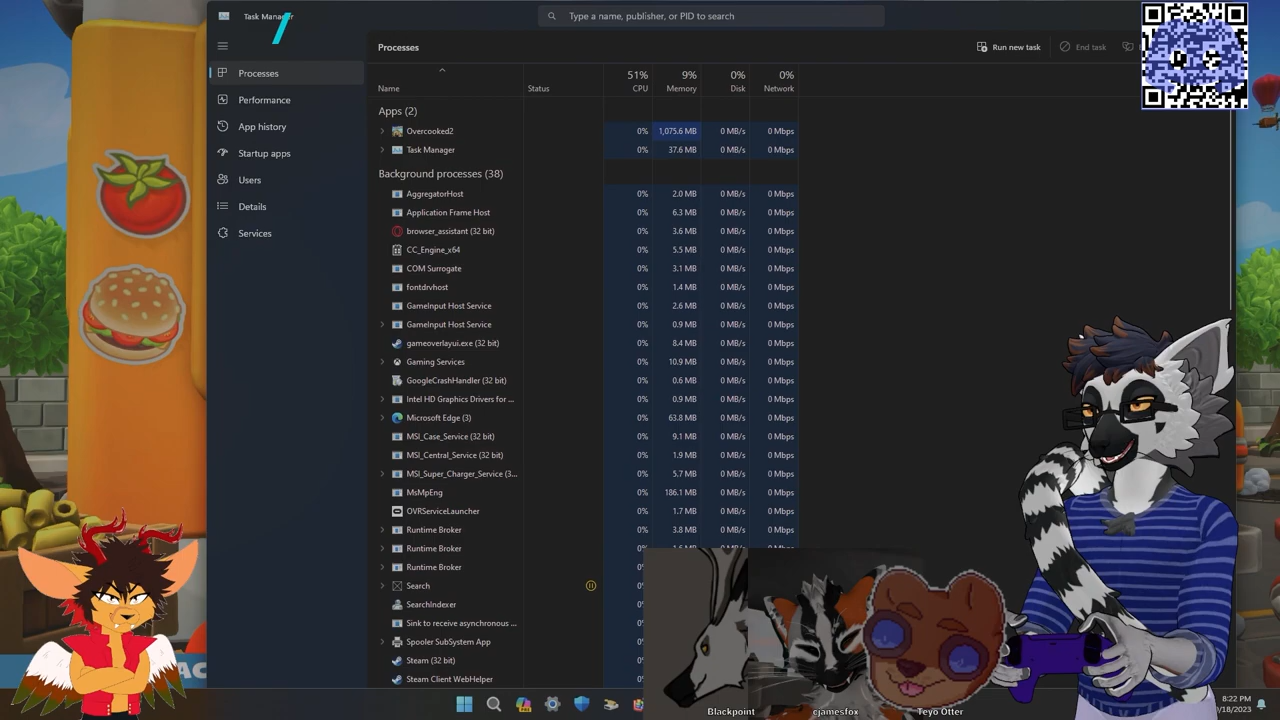 Task Manager
Type a name, publisher, or PID to search
Processes
Run new task
End task
Processes
Performance
App history
Startup apps
Users
Details
Services
51% 9% 0% 0%
Name Status CPU Memory Disk Network
Apps (2)
Overcooked2 0% 1,075.6 MB 0 MB/s 0 Mbps
Task Manager 0% 37.6 MB 0 MB/s 0 Mbps
Background processes (38)
AggregatorHost 0% 2.0 MB 0 MB/s 0 Mbps
Application Frame Host 0% 6.3 MB 0 MB/s 0 Mbps
browser_assistant (32 bit) 0% 3.6 MB 0 MB/s 0 Mbps
CC_Engine_x64 0% 5.5 MB 0 MB/s 0 Mbps
COM Surrogate 0% 3.1 MB 0 MB/s 0 Mbps
fontdrvhost 0% 1.4 MB 0 MB/s 0 Mbps
GameInput Host Service 0% 2.6 MB 0 MB/s 0 Mbps
GameInput Host Service 0% 0.9 MB 0 MB/s 0 Mbps
gameoverlayui.exe (32 bit) 0% 8.4 MB 0 MB/s 0 Mbps
Gaming Services 0% 10.9 MB 0 MB/s 0 Mbps
GoogleCrashHandler (32 bit) 0% 0.6 MB 0 MB/s 0 Mbps
Intel HD Graphics Drivers for ... 0% 0.9 MB 0 MB/s 0 Mbps
Microsoft Edge (3) 0% 63.8 MB 0 MB/s 0 Mbps
MSI_Case_Service (32 bit) 0% 9.1 MB 0 MB/s 0 Mbps
MSI_Central_Service (32 bit) 0% 1.9 MB 0 MB/s 0 Mbps
MSI_Super_Charger_Service (3... 0% 5.7 MB 0 MB/s 0 Mbps
MsMpEng 0% 186.1 MB 0 MB/s 0 Mbps
OVRServiceLauncher 0% 1.7 MB 0 MB/s 0 Mbps
Runtime Broker 0% 3.8 MB 0 MB/s 0 Mbps
Runtime Broker
Runtime Broker
Search
SearchIndexer
Sink to receive asynchronous ...
Spooler SubSystem App
Steam (32 bit)
Steam Client WebHelper
Blackpoint cjamesfox Teyo Otter
8:22 PM
/18/2023